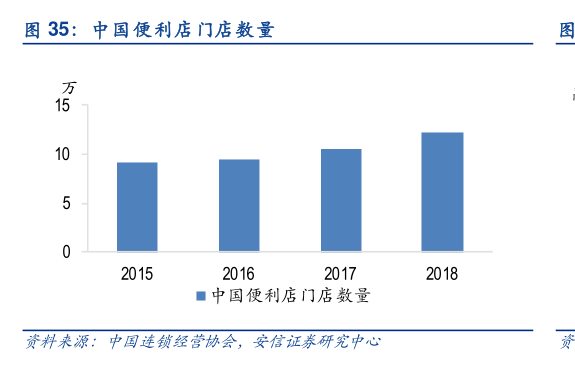 图 35：中国便利店门店数量
图
万
15
10
5
0
2015 2016 2017 2018
中国便利店门店数量
资料来源：中国连锁经营协会，安信证券研究中心